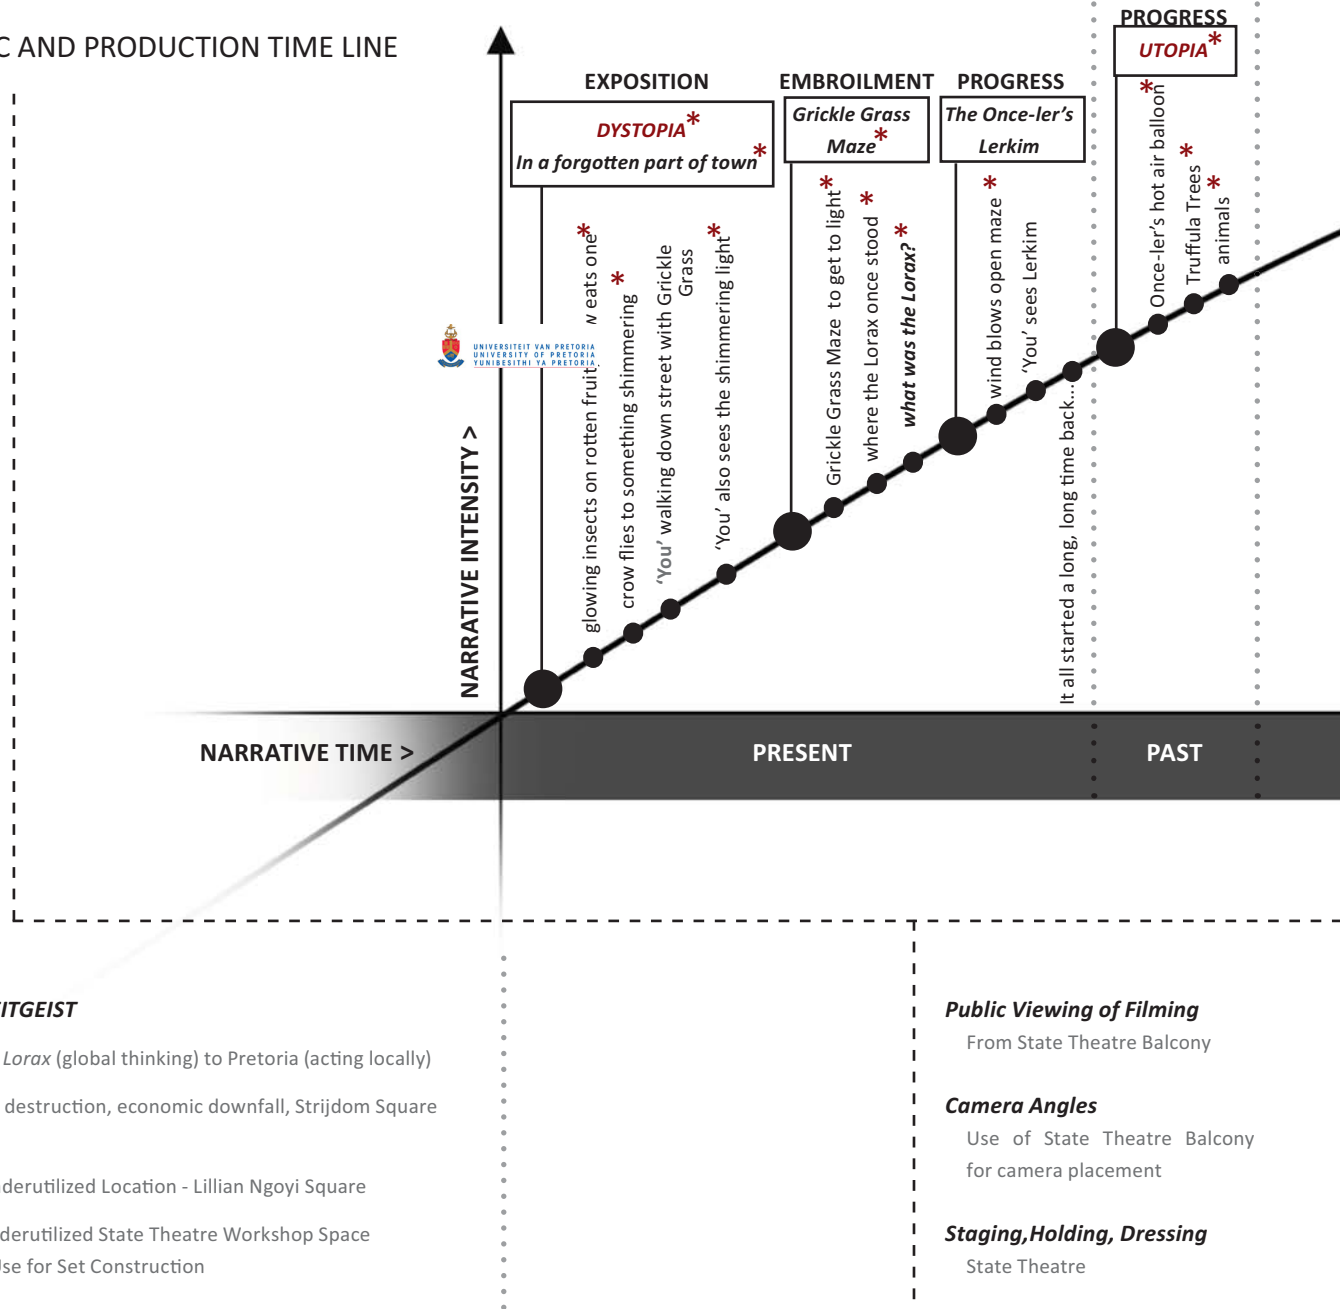 C AND PRODUCTION TIME LINE
EXPOSITION
DYSTOPIA*
In a forgotten part of town*
EMBROILMENT
Grickle Grass
Maze*
PROGRESS
The Once-ler's
Lerkim
PROGRESS
UTOPIA*
glowing insects on rotten fruit, w eats one*
crow flies to something shimmering*
'You' walking down street with Grickle
Grass
'You' also sees the shimmering light*
Grickle Grass Maze to get to light*
where the Lorax once stood*
what was the Lorax?*
wind blows open maze*
'You' sees Lerkim
It all started a long, long time back...
Once-ler's hot air balloon*
Truffula Trees*
animals*
UNIVERSITEIT VAN PRETORIA
UNIVERSITY OF PRETORIA
YUNIBESITHI YA PRETORIA
NARRATIVE INTENSITY >
NARRATIVE TIME >
PRESENT
PAST
EITGEIST
Lorax (global thinking) to Pretoria (acting locally)
destruction, economic downfall, Strijdom Square
nderutilized Location - Lillian Ngoyi Square
derutilized State Theatre Workshop Space
Use for Set Construction
Public Viewing of Filming
From State Theatre Balcony
Camera Angles
Use of State Theatre Balcony
for camera placement
Staging,Holding, Dressing
State Theatre